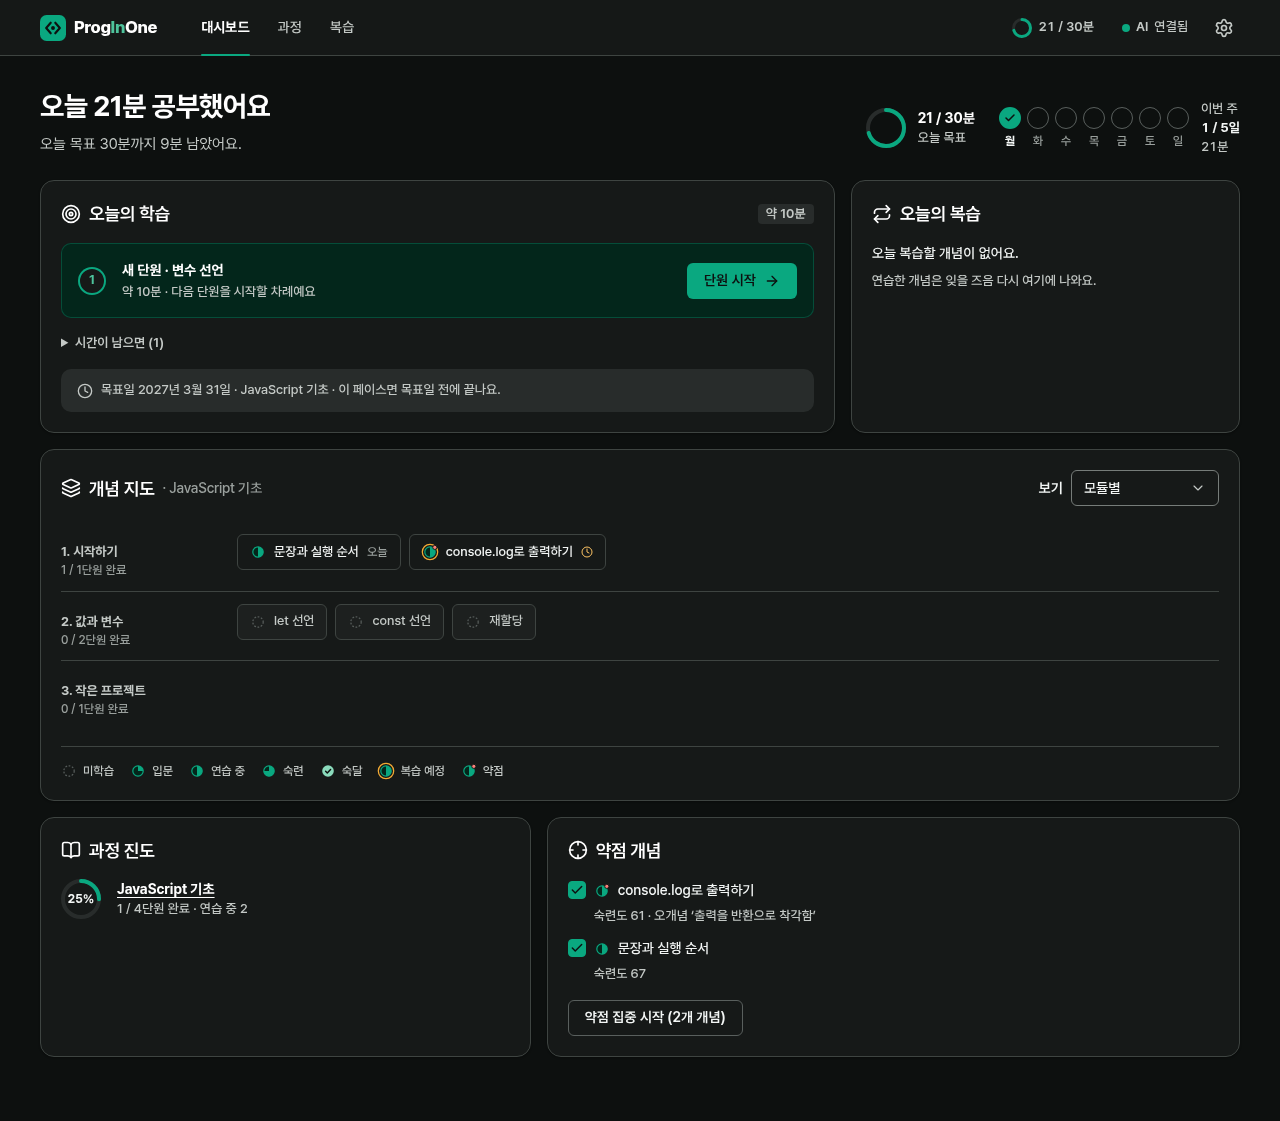 ProgInOne
대시보드
과정
복습
21 / 30분
AI 연결됨
오늘 21분 공부했어요
오늘 목표 30분까지 9분 남았어요.
21 / 30분
오늘 목표
월 화 수 목 금 토 일
이번 주
1 / 5일
21분
오늘의 학습
약 10분
1
새 단원 · 변수 선언
약 10분 · 다음 단원을 시작할 차례예요
단원 시작
시간이 남으면 (1)
목표일 2027년 3월 31일 · JavaScript 기초 · 이 페이스면 목표일 전에 끝나요.
오늘의 복습
오늘 복습할 개념이 없어요.
연습한 개념은 잊을 즈음 다시 여기에 나와요.
개념 지도 · JavaScript 기초
보기
모듈별
1. 시작하기
1 / 1단원 완료
문장과 실행 순서 오늘
console.log로 출력하기
2. 값과 변수
0 / 2단원 완료
let 선언
const 선언
재할당
3. 작은 프로젝트
0 / 1단원 완료
미학습
입문
연습 중
숙련
숙달
복습 예정
약점
과정 진도
25%
JavaScript 기초
1 / 4단원 완료 · 연습 중 2
약점 개념
console.log로 출력하기
숙련도 61 · 오개념 ‘출력을 반환으로 착각함’
문장과 실행 순서
숙련도 67
약점 집중 시작 (2개 개념)